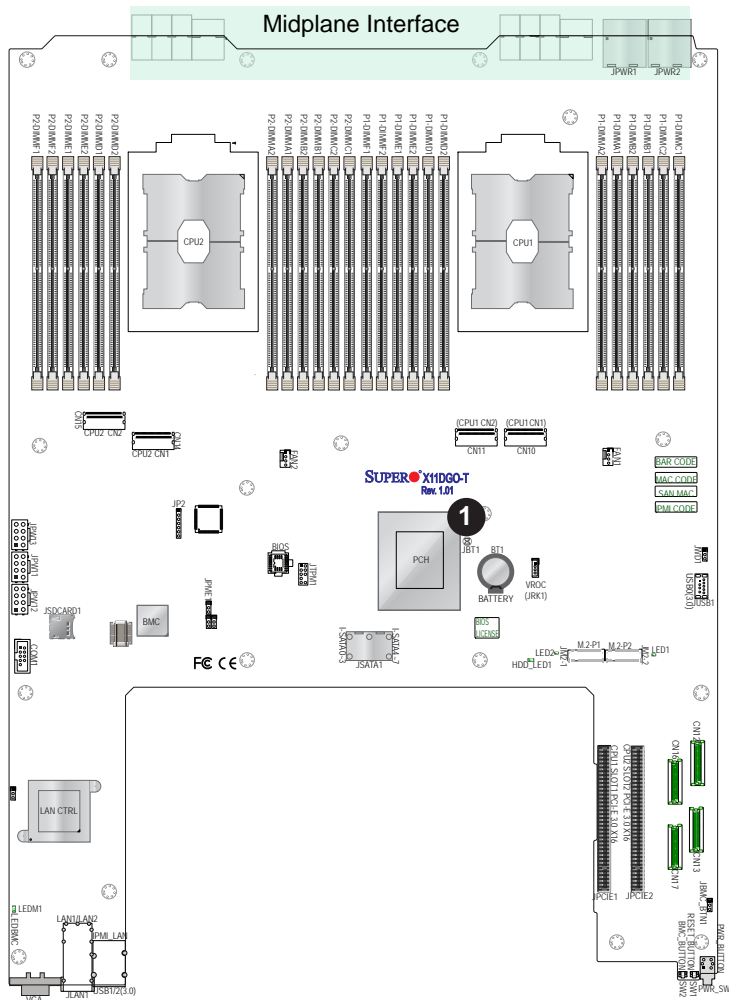 Midplane Interface
JPWR1
JPWR2
P2-DIMMF1
P2-DIMMF2
P2-DIMME1
P2-DIMME2
P2-DIMMD1
P2-DIMMD2
P2-DIMMA2
P2-DIMMA1
P2-DIMMB2
P2-DIMMB1
P2-DIMMC2
P2-DIMMC1
P1-DIMMF1
P1-DIMMF2
P1-DIMME1
P1-DIMME2
P1-DIMMD1
P1-DIMMD2
P1-DIMMA2
P1-DIMMA1
P1-DIMMB2
P1-DIMMB1
P1-DIMMC2
P1-DIMMC1
CPU2
CPU1
CN15
CPU2 CN2
CPU2 CN1
CN14
(CPU1 CN2)
CN11
(CPU1 CN1)
CN10
FAN2
FAN1
BAR CODE
MAC CODE
SAN MAC
IPMI CODE
SUPER X11DGO-T
Rev. 1.01
1
JP2
BIOS
JTPM1
PCH
JBT1
BT1
BATTERY
VROC
(JRK1)
JWD1
USB0(3.0)
JUSB1
JPW1
JSDCARD1
BMC
COM1
BIOS
LICENSE
I-SATA0-3
I-SATA4-7
JSATA1
FC CE
LED2
HDD_LED1
JM2-1
M.2-P1
M.2-P2
LED1
LAN CTRL
CPU1 SLOT1 PCI-E 3.0 X16
CPU2 SLOT2 PCI-E 3.0 X16
JPCIE1
JPCIE2
CN16
CN12
CN17
CN13
JBMC_BTN1
LEDM1
LEDBMC
LAN1/LAN2
IPMI_LAN
JLAN1
USB1/2(3.0)
VGA
BMC_BUTTON
RESET_BUTTON
PWR_BUTTON
SW2
SW1
PWR_SW